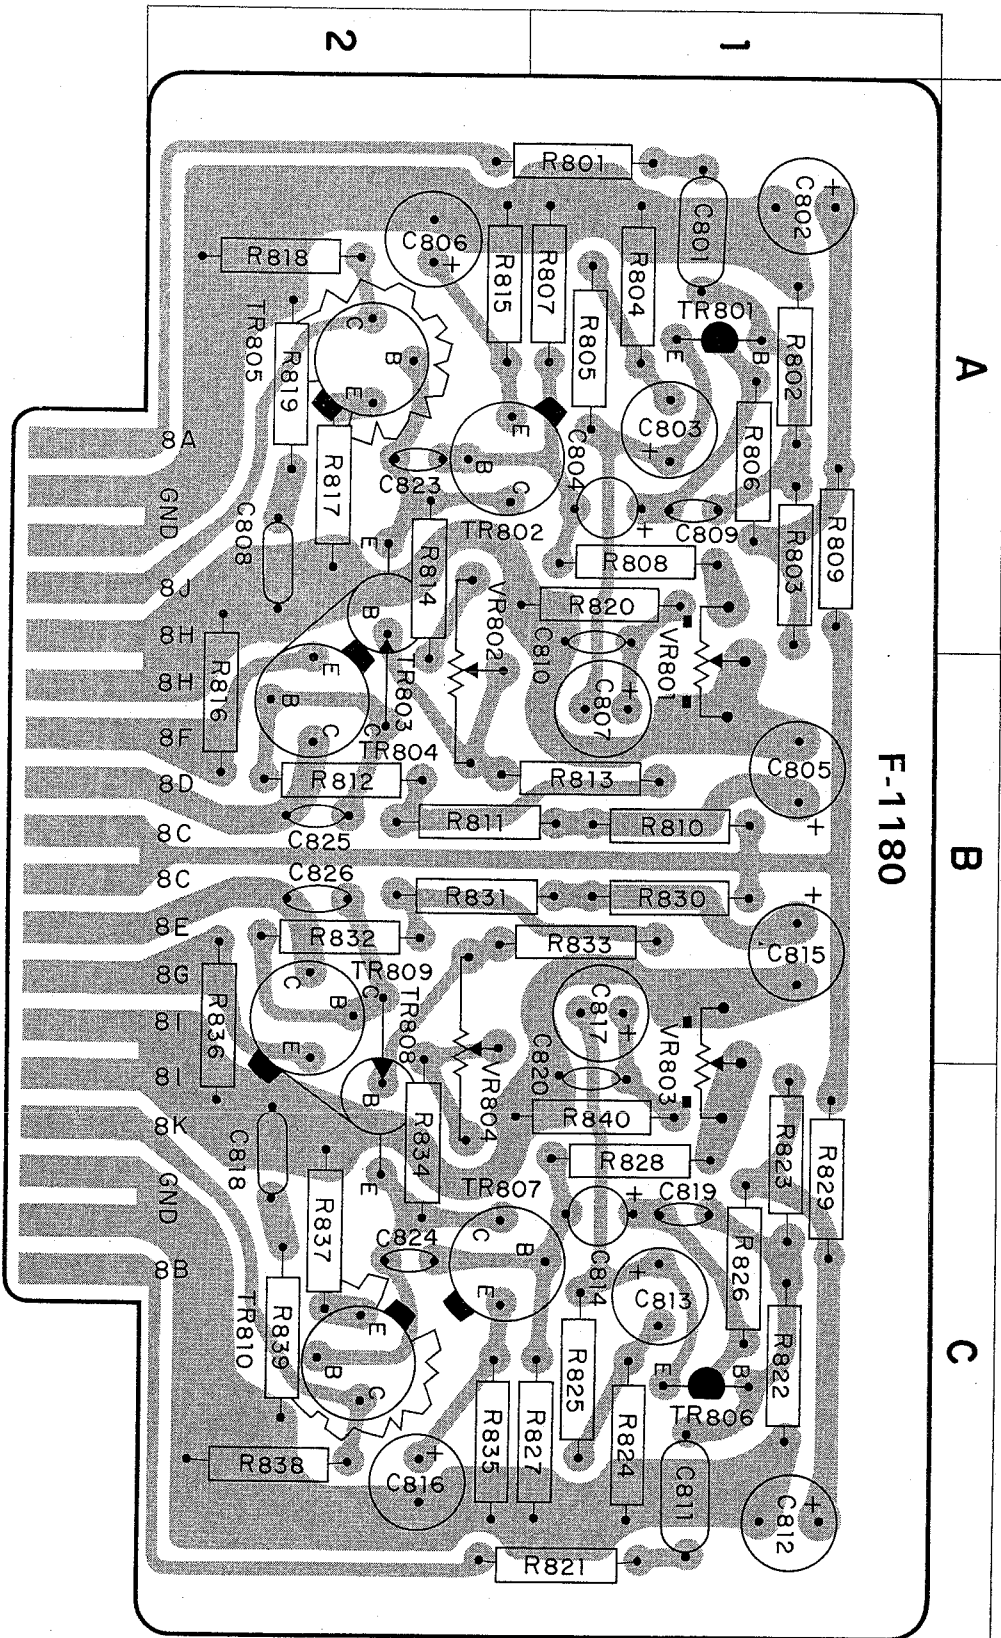 2
1
A
B
C
F-1180
R801
C802
+
C801
C806
+
R818
R815
R807
R804
R805
TR801
E
B
R802
TR805
R819
C
B
E
C803
+
R806
8A
R817
C823
E
B
C
C804
+
C809
TR802
R809
R803
GND
C808
E
R814
R808
8J
B
VR802
R820
C810
VR801
8H
R816
E
B
C
TR803
C
TR804
C807
+
8H
8F
C805
+
R812
R813
8D
C825
R811
R810
8C
8C
C826
R831
R830
+
C815
8E
R832
R833
8G
R836
C
B
E
TR809
C
TR808
C817
+
VR803
8I
8I
B
VR804
C820
R840
R823
R829
8K
C818
E
R834
R828
GND
R837
TR807
C
B
E
C824
C819
+
C814
R826
8B
TR810
R839
E
B
C
+
C813
R825
E
B
TR806
R822
R838
+
C816
R835
R827
R824
C811
+
C812
R821